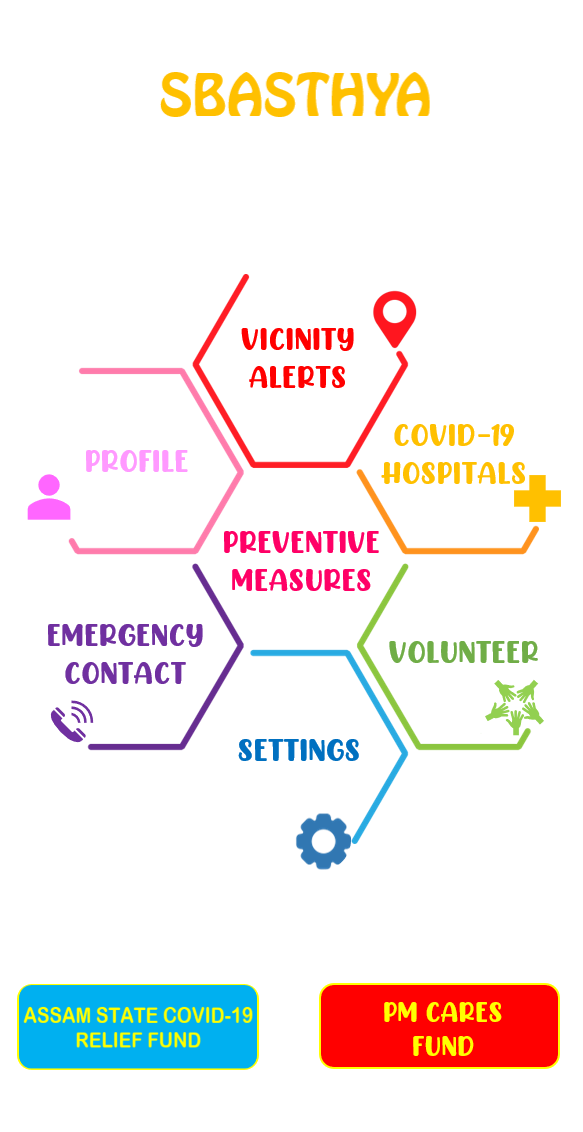 SBASTHYA
VICINITY
ALERTS
PROFILE
COVID-19
HOSPITALS
PREVENTIVE
MEASURES
EMERGENCY
CONTACT
VOLUNTEER
SETTINGS
ASSAM STATE COVID-19
RELIEF FUND
PM CARES
FUND